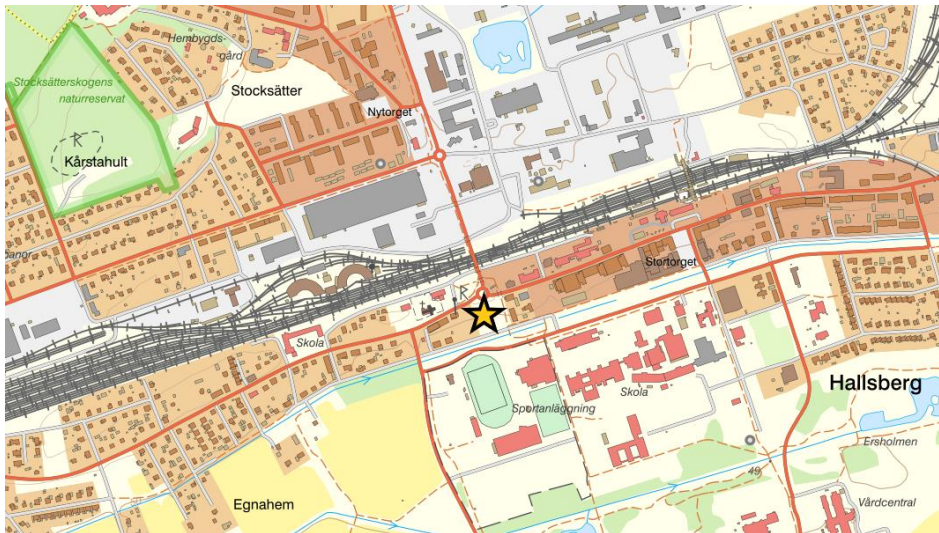 Hembygds-
gård
Stocksätterskogens
naturreservat
Stocksätter
Nytorget
R
Kårstahult
Stortorget
R
Skola
Hallsberg
Sportanläggning
Skola
Ersholmen
49
Egnahem
Vårdcentral